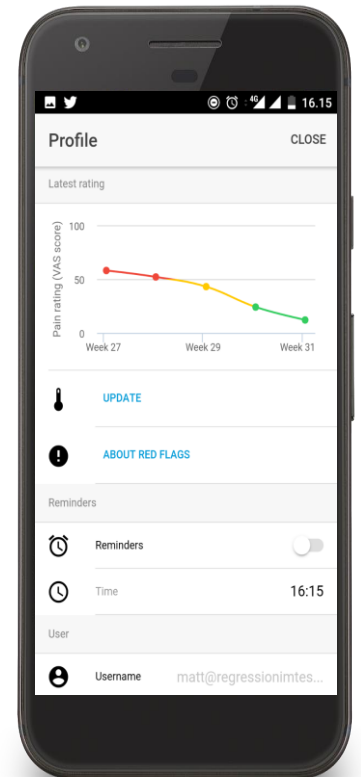 4G 16.15
Profile CLOSE
Latest rating
Pain rating (VAS score)
100
50
0
Week 27 Week 29 Week 31
UPDATE
ABOUT RED FLAGS
Reminders
Reminders
Time 16:15
User
Username matt@regressionimtes...